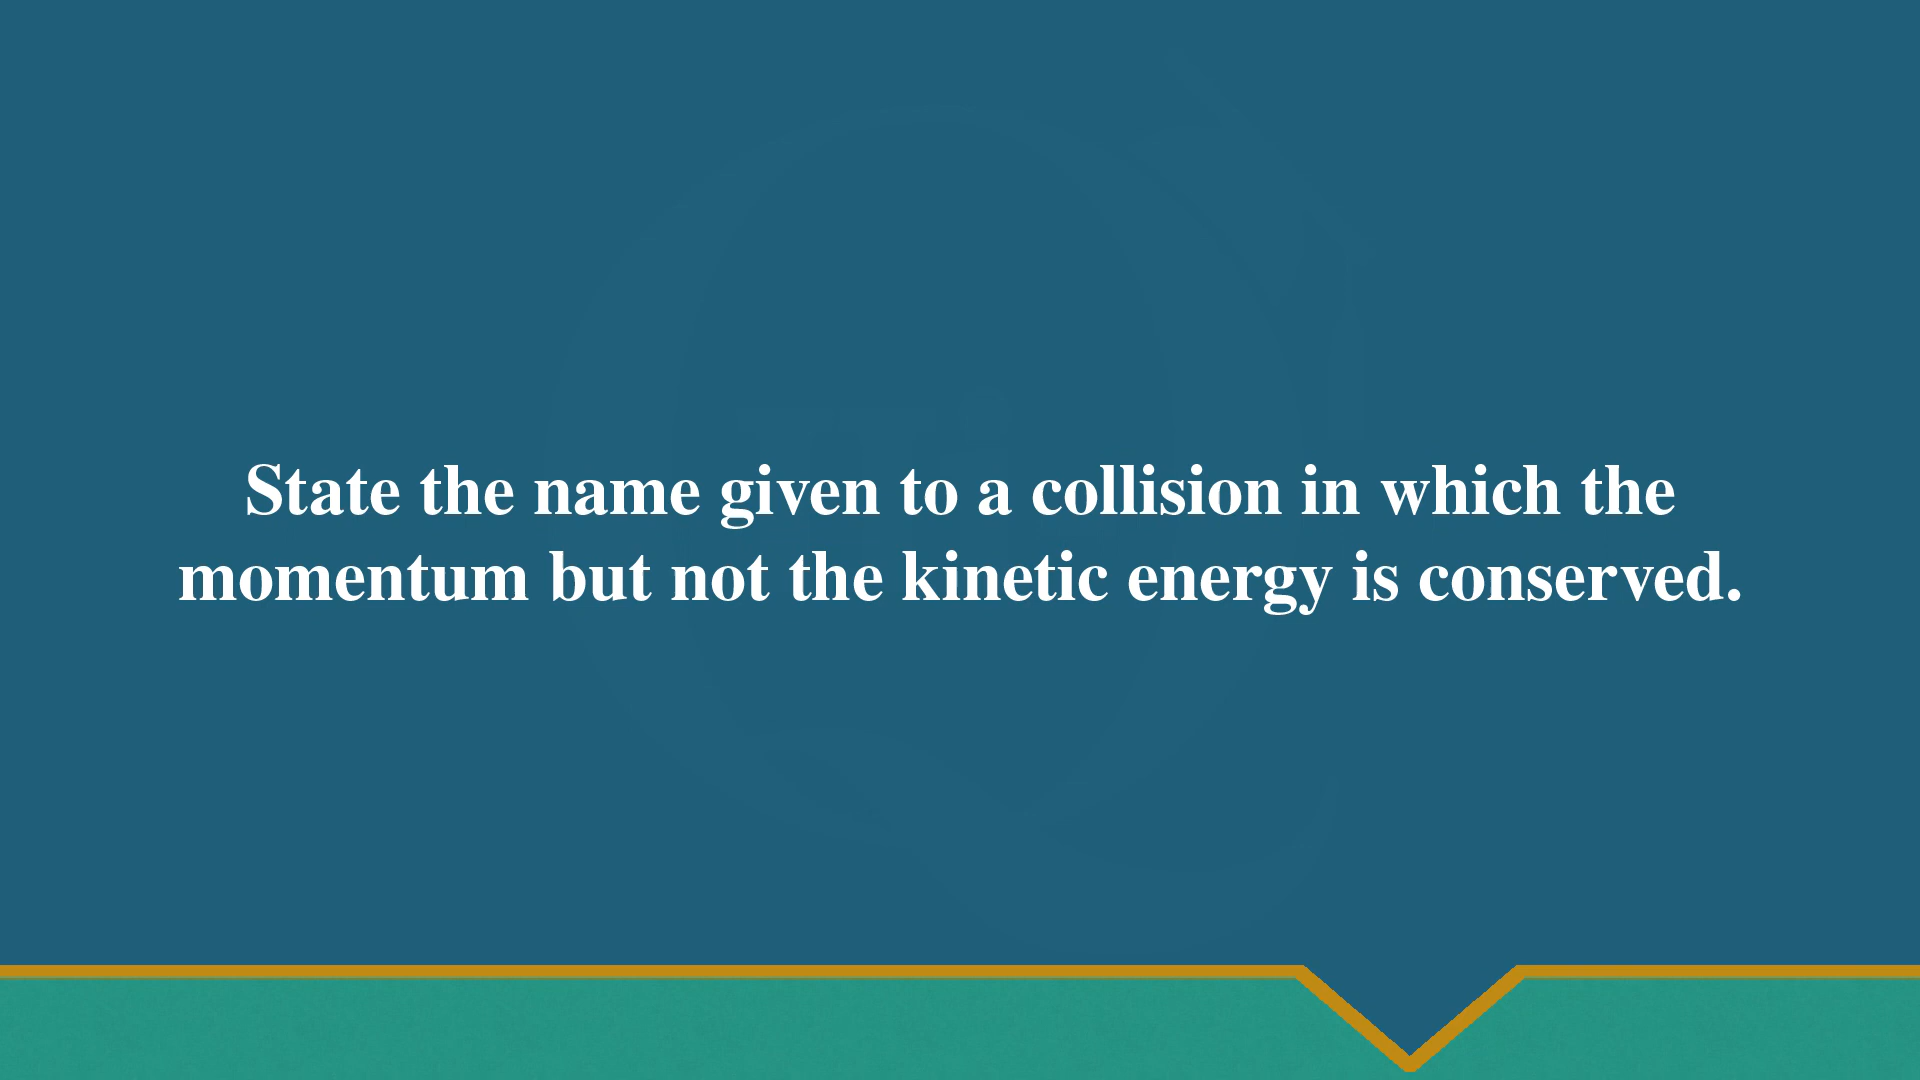 State the name given to a collision in which the
momentum but not the kinetic energy is conserved.